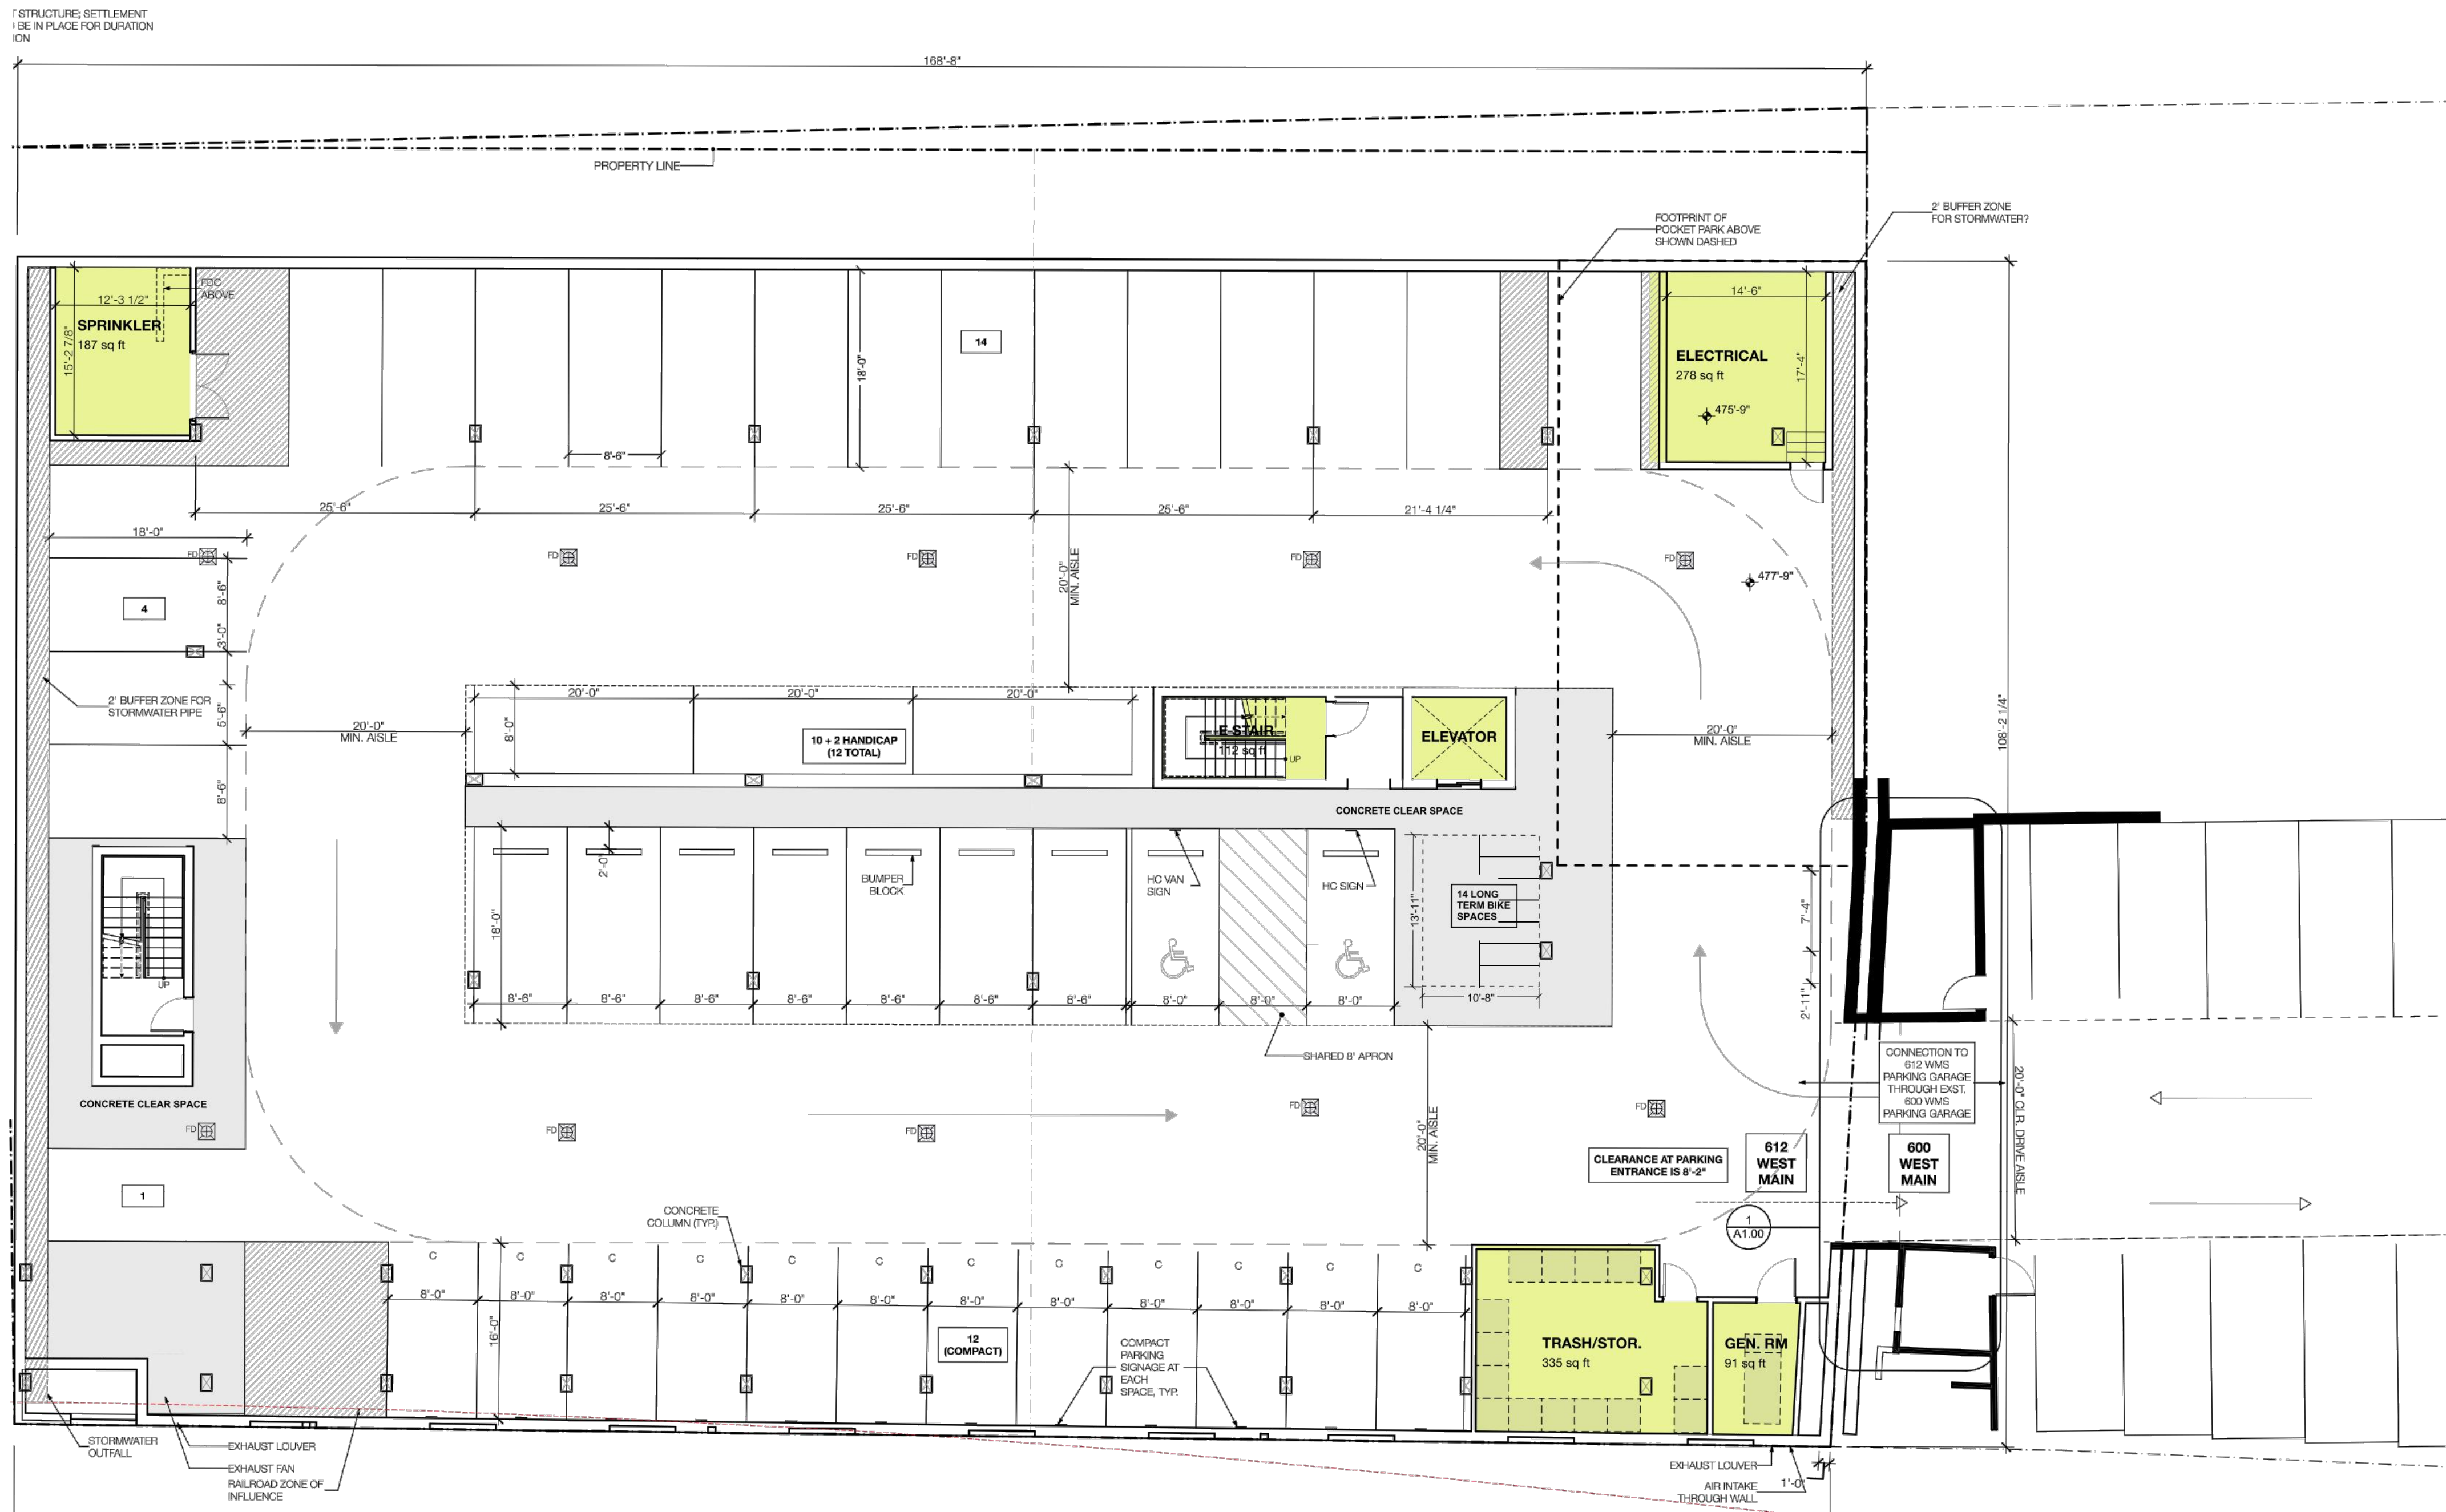 T STRUCTURE; SETTLEMENT
BE IN PLACE FOR DURATION
ION
168'-8"
PROPERTY LINE
FOOTPRINT OF
POCKET PARK ABOVE
SHOWN DASHED
2' BUFFER ZONE
FOR STORMWATER?
FDC
ABOVE
12'-3 1/2"
SPRINKLER
187 sq ft
15'-2 7/8"
14
18'-0"
8'-6"
14'-6"
ELECTRICAL
278 sq ft
17'-4"
475'-9"
25'-6"
25'-6"
25'-6"
25'-6"
21'-4 1/4"
18'-0"
FD
FD
FD
FD
FD
20'-0"
MIN. AISLE
477'-9"
8'-6"
4
3'-0"
2' BUFFER ZONE FOR
STORMWATER PIPE
5'-6"
8'-6"
20'-0"
MIN. AISLE
20'-0"
20'-0"
20'-0"
8'-0"
10 + 2 HANDICAP
(12 TOTAL)
E STAIR
112 sq ft
UP
ELEVATOR
20'-0"
MIN. AISLE
108'-2 1/4"
CONCRETE CLEAR SPACE
2'-0"
BUMPER
BLOCK
HC VAN
SIGN
HC SIGN
18'-0"
13'-11"
14 LONG
TERM BIKE
SPACES
10'-8"
7'-4"
2'-11"
UP
8'-6"
8'-6"
8'-6"
8'-6"
8'-6"
8'-6"
8'-6"
8'-0"
8'-0"
8'-0"
SHARED 8' APRON
CONNECTION TO
612 WMS
PARKING GARAGE
THROUGH EXST.
600 WMS
PARKING GARAGE
20'-0" CLR. DRIVE AISLE
CONCRETE CLEAR SPACE
FD
FD
FD
FD
FD
20'-0"
MIN. AISLE
CLEARANCE AT PARKING
ENTRANCE IS 8'-2"
612
WEST
MAIN
600
WEST
MAIN
1
1
A1.00
CONCRETE
COLUMN (TYP.)
C
C
C
C
C
C
C
C
C
C
C
C
8'-0"
8'-0"
8'-0"
8'-0"
8'-0"
8'-0"
8'-0"
8'-0"
8'-0"
8'-0"
8'-0"
8'-0"
16'-0"
12
(COMPACT)
COMPACT
PARKING
SIGNAGE AT
EACH
SPACE, TYP.
TRASH/STOR.
335 sq ft
GEN. RM
91 sq ft
STORMWATER
OUTFALL
EXHAUST LOUVER
EXHAUST FAN
RAILROAD ZONE OF
INFLUENCE
EXHAUST LOUVER
AIR INTAKE
THROUGH WALL
1'-0"